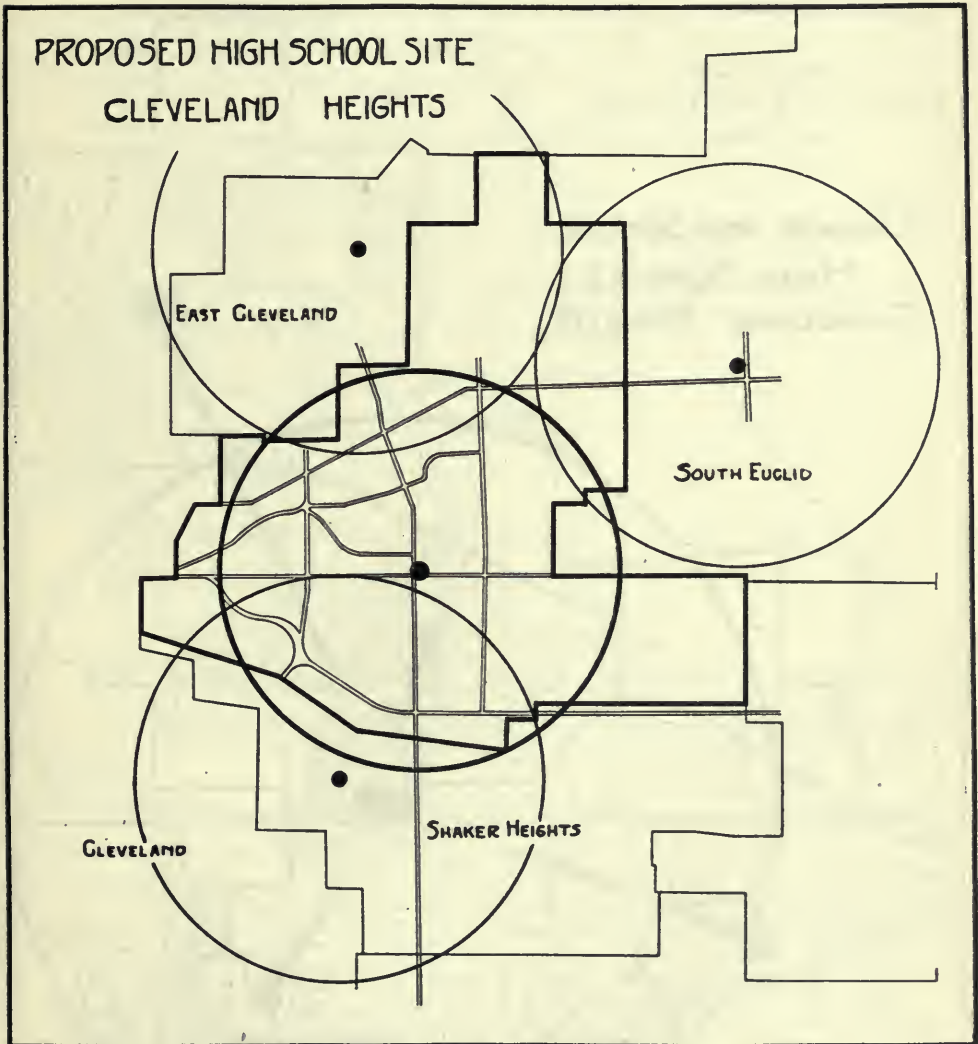 PROPOSED HIGH SCHOOL SITE
CLEVELAND HEIGHTS
EAST CLEVELAND
SOUTH EUCLID
SHAKER HEIGHTS
CLEVELAND